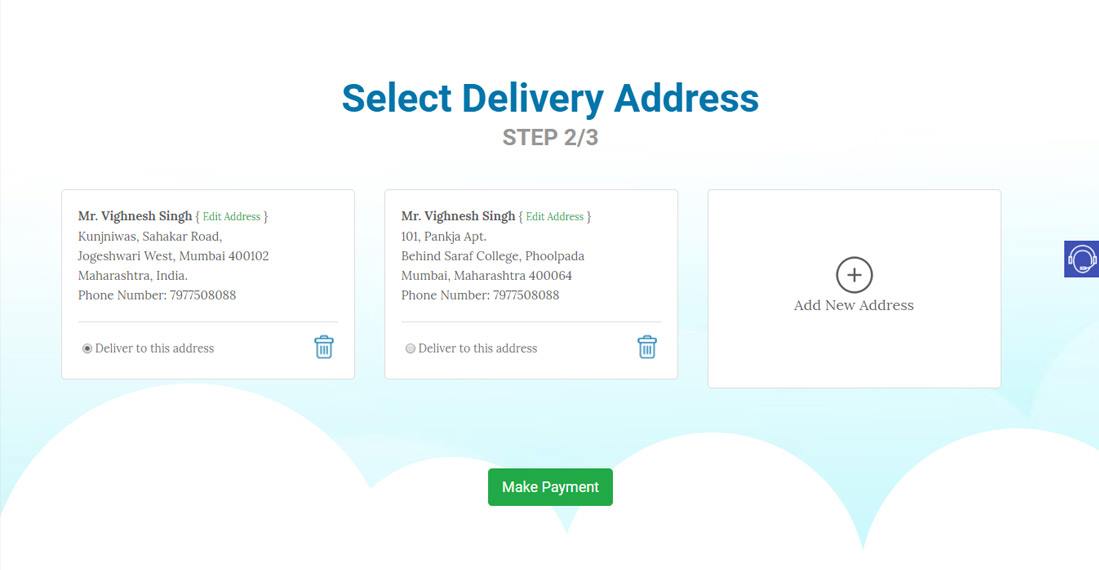 Select Delivery Address
STEP 2/3
Mr. Vighnesh Singh { Edit Address }
Kunjniwas, Sahakar Road,
Jogeshwari West, Mumbai 400102
Maharashtra, India.
Phone Number: 7977508088
Deliver to this address
Mr. Vighnesh Singh { Edit Address }
101, Pankja Apt.
Behind Saraf College, Phoolpada
Mumbai, Maharashtra 400064
Phone Number: 7977508088
Deliver to this address
Add New Address
Make Payment